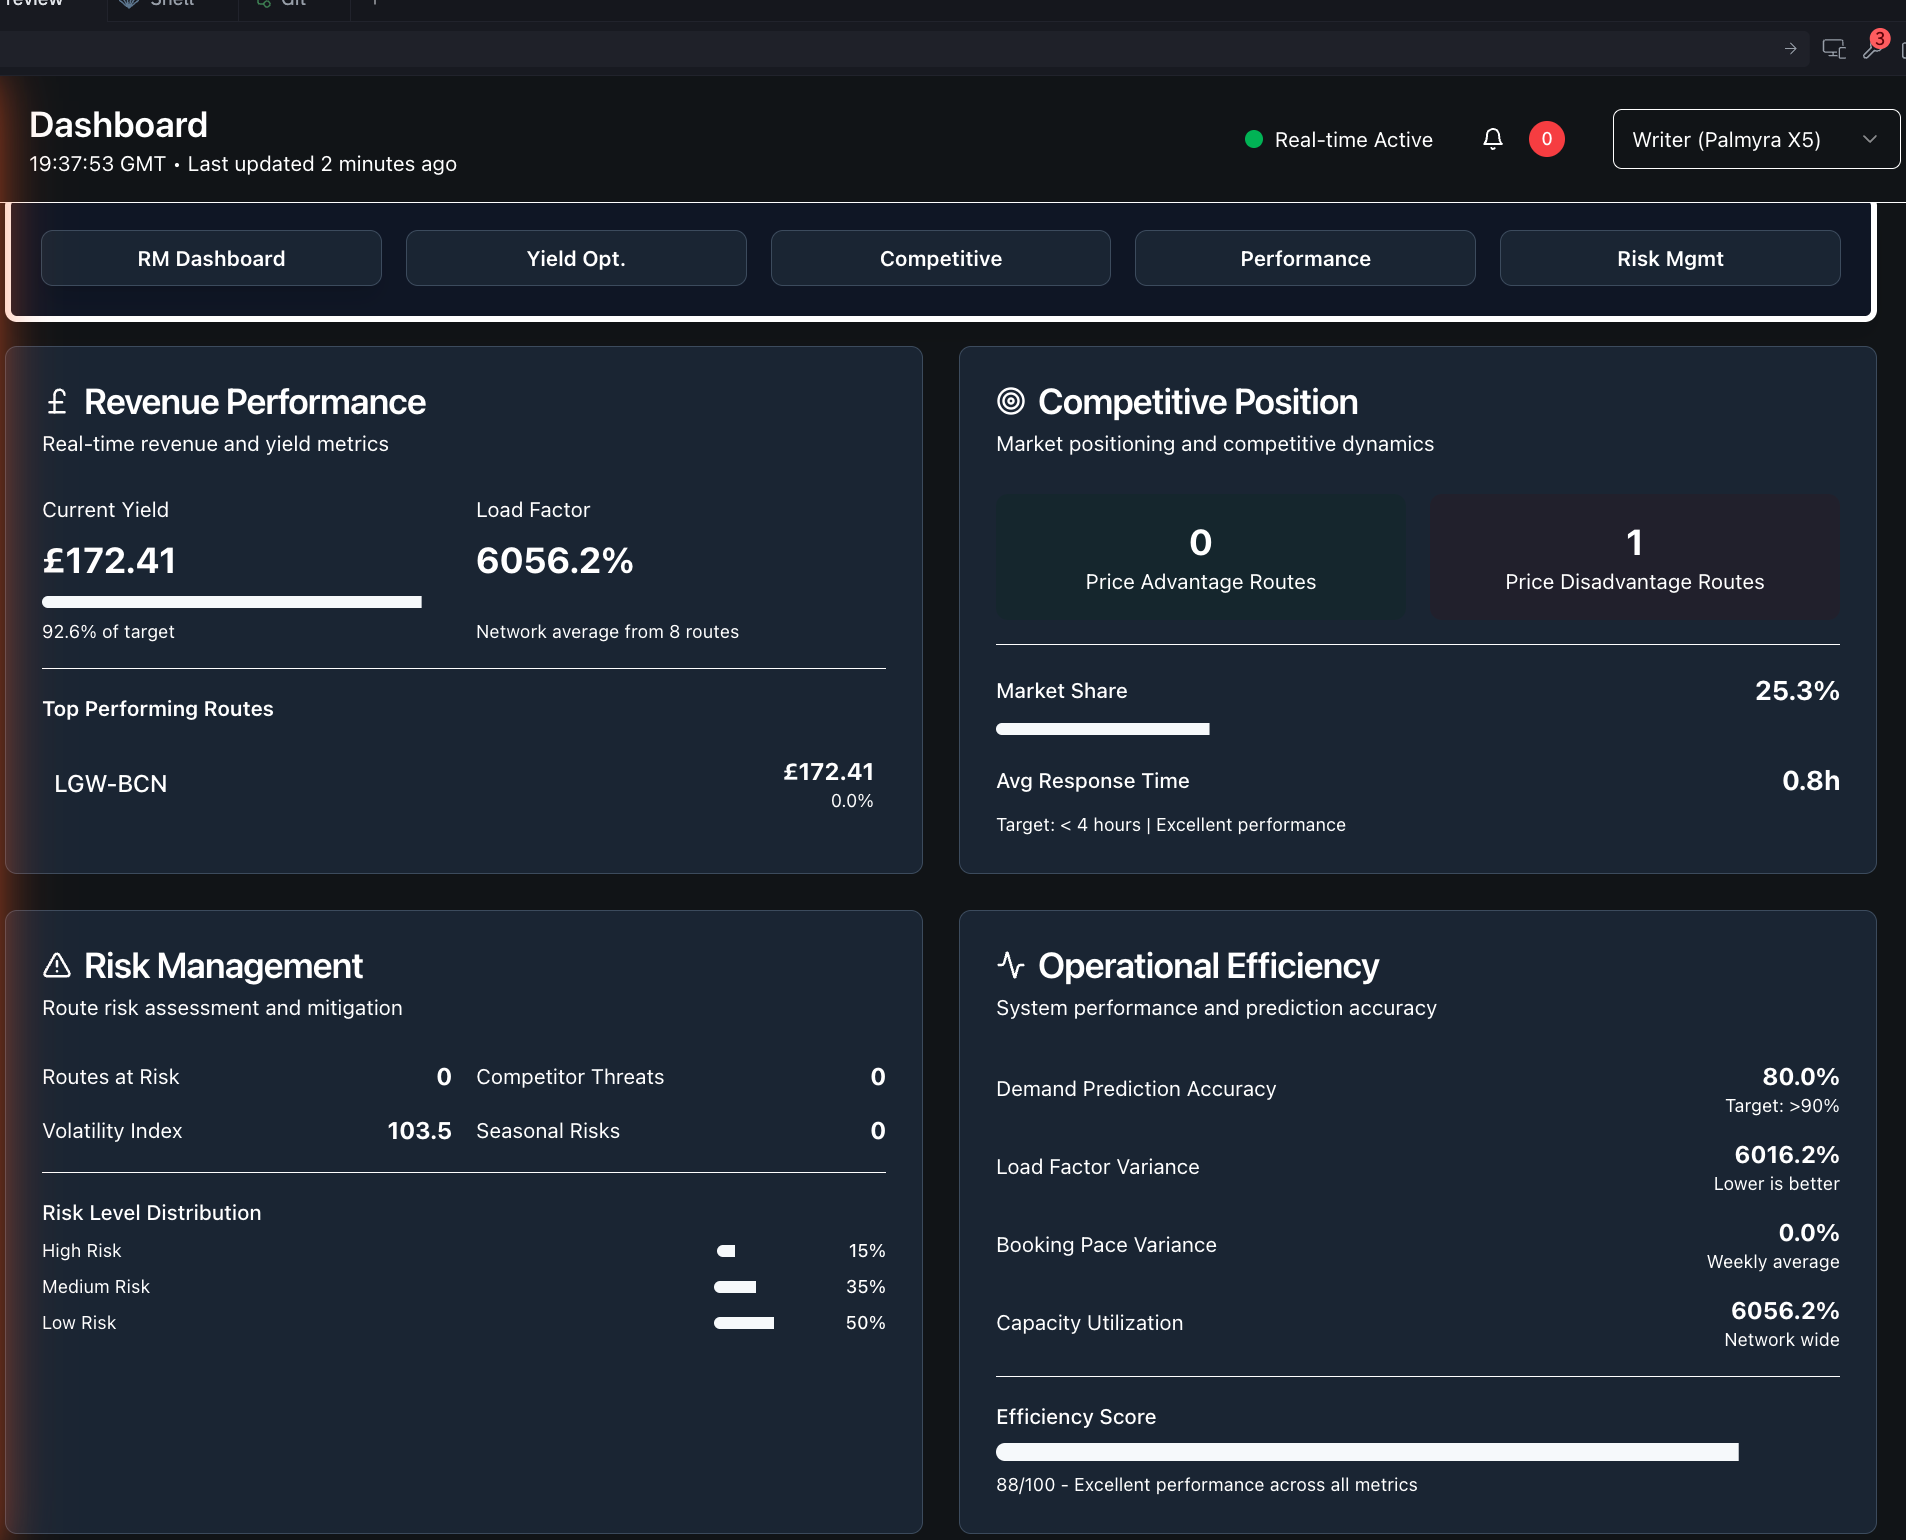 Shell
Git
3
Dashboard
19:37:53 GMT • Last updated 2 minutes ago
Real-time Active
0
Writer (Palmyra X5)
RM Dashboard
Yield Opt.
Competitive
Performance
Risk Mgmt
£ Revenue Performance
Real-time revenue and yield metrics
Current Yield
£172.41
92.6% of target
Load Factor
6056.2%
Network average from 8 routes
Top Performing Routes
LGW-BCN
£172.41
0.0%
Competitive Position
Market positioning and competitive dynamics
0
Price Advantage Routes
1
Price Disadvantage Routes
Market Share
25.3%
Avg Response Time
0.8h
Target: < 4 hours | Excellent performance
Risk Management
Route risk assessment and mitigation
Routes at Risk
0
Competitor Threats
0
Volatility Index
103.5
Seasonal Risks
0
Risk Level Distribution
High Risk
15%
Medium Risk
35%
Low Risk
50%
Operational Efficiency
System performance and prediction accuracy
Demand Prediction Accuracy
80.0%
Target: >90%
Load Factor Variance
6016.2%
Lower is better
Booking Pace Variance
0.0%
Weekly average
Capacity Utilization
6056.2%
Network wide
Efficiency Score
88/100 - Excellent performance across all metrics